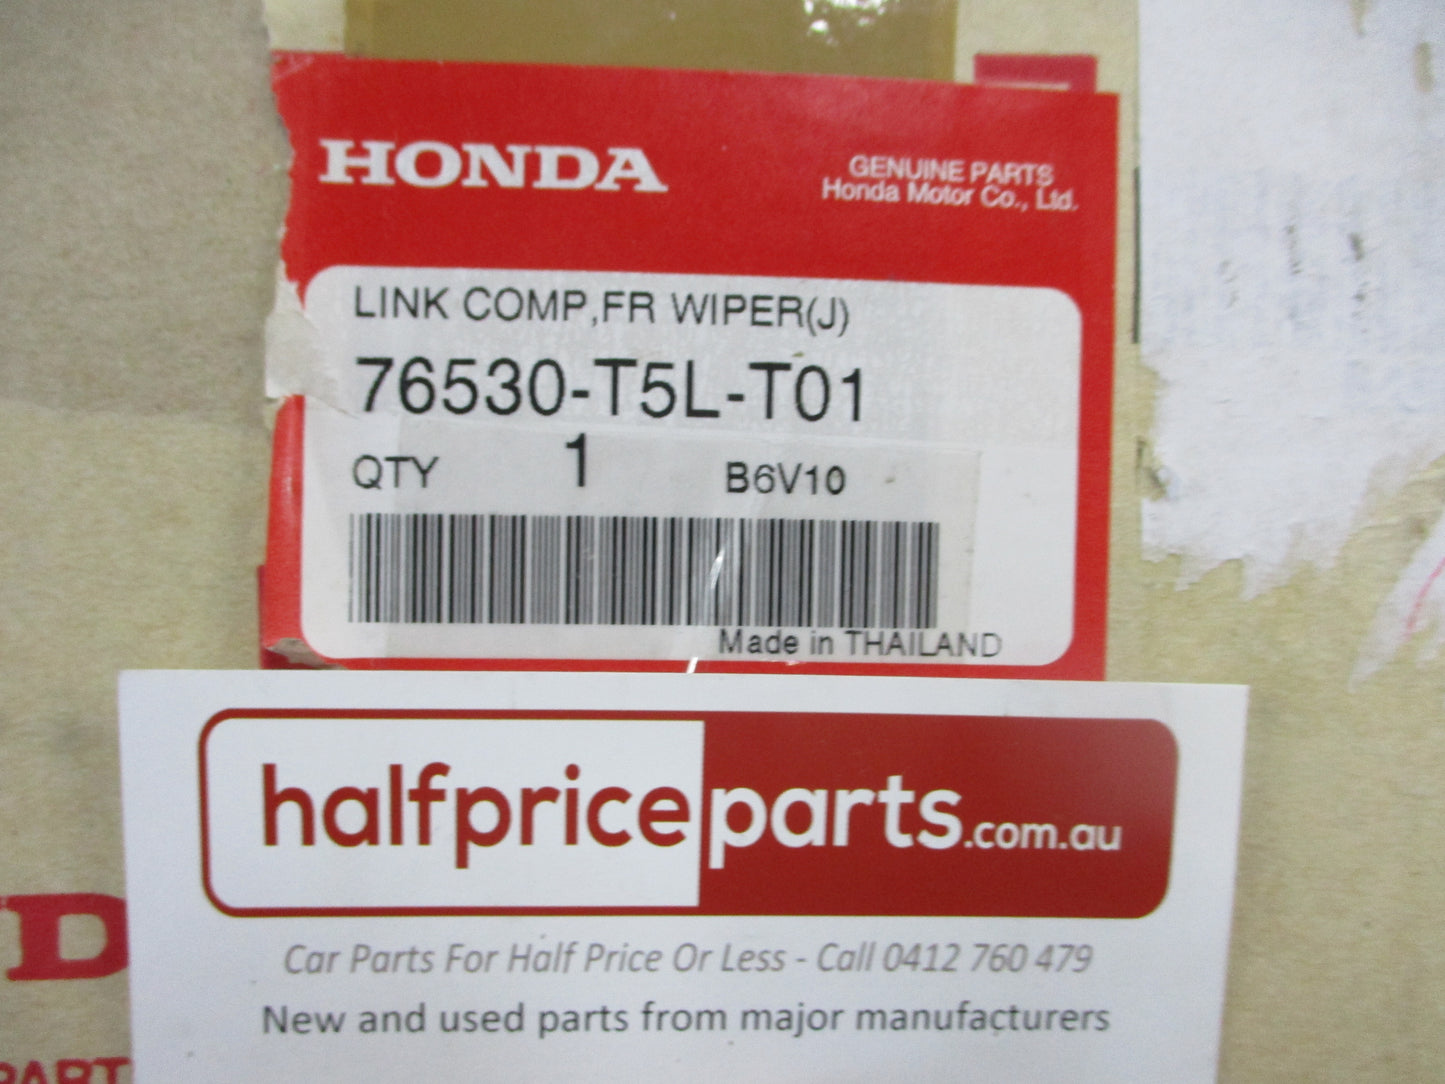 HONDA
GENUINE PARTS
Honda Motor Co., Ltd.
LINK COMP,FR WIPER(J)
76530-T5L-T01
QTY 1 B6V10
Made in THAILAND
halfpriceparts.com.au
Car Parts For Half Price Or Less - Call 0412 760 479
New and used parts from major manufacturers
D
PART